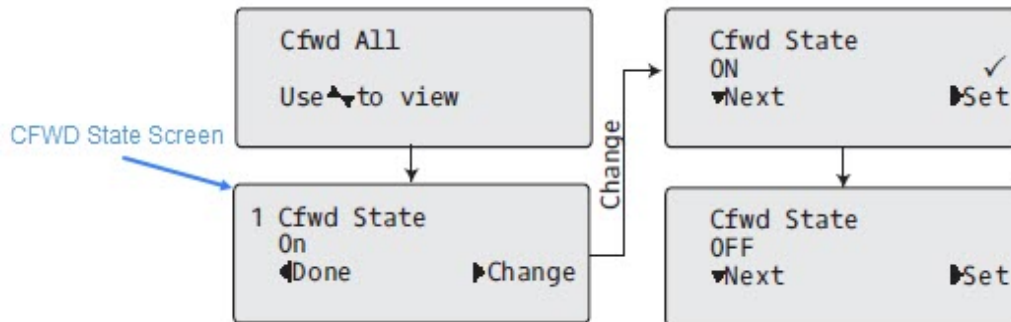 Cfwd All
Use to view
CFWD State Screen
1 Cfwd State
On
Done Change
Change
Cfwd State
ON ✓
Next Set
Cfwd State
OFF
Next Set